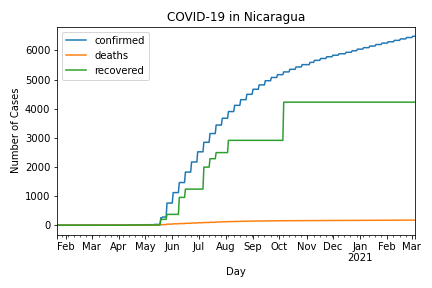 COVID-19 in Nicaragua
confirmed
deaths
recovered
Number of Cases
6000
5000
4000
3000
2000
1000
0
Feb Mar Apr May Jun Jul Aug Sep Oct Nov Dec Jan Feb Mar
2021
Day